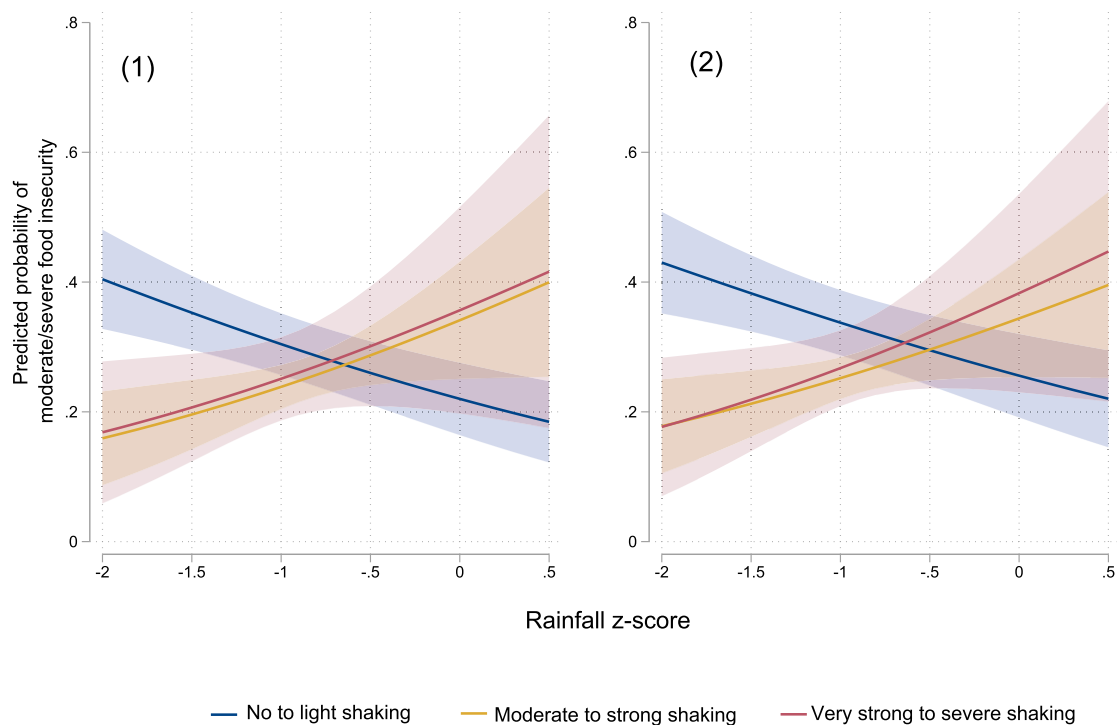 .8
.6
.4
.2
0
(1)
-2 -1.5 -1 -.5 0 .5
.8
.6
.4
.2
0
(2)
-2 -1.5 -1 -.5 0 .5
Predicted probability of
moderate/severe food insecurity
Rainfall z-score
No to light shaking
Moderate to strong shaking
Very strong to severe shaking